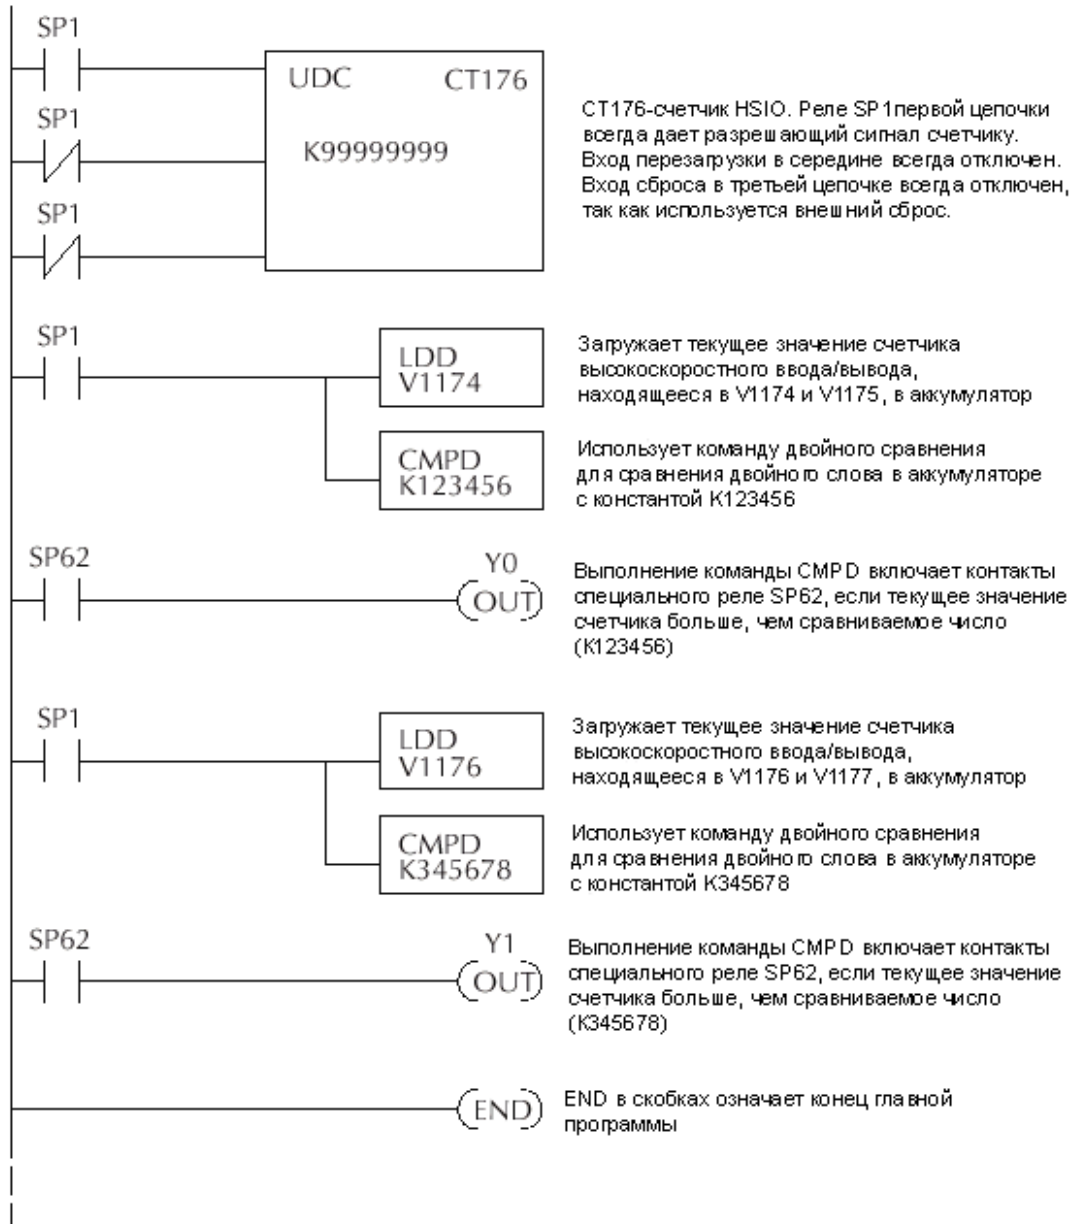 SP1
UDC CT176
SP1
K99999999
SP1
CT176-счетчик HSIO. Реле SP1первой цепочки
всегда дает разрешающий сигнал счетчику.
Вход перезагрузки в середине всегда отключен.
Вход сброса в третьей цепочке всегда отключен,
так как используется внешний сброс.
SP1
LDD
V1174
Загружает текущее значение счетчика
высокоскоростного ввода/вывода,
находящееся в V1174 и V1175, в аккумулятор
CMPD
K123456
Использует команду двойного сравнения
для сравнения двойного слова в аккумуляторе
с константой K123456
SP62
Y0
OUT
Выполнение команды CMPD включает контакты
специального реле SP62, если текущее значение
счетчика больше, чем сравниваемое число
(K123456)
SP1
LDD
V1176
Загружает текущее значение счетчика
высокоскоростного ввода/вывода,
находящееся в V1176 и V1177, в аккумулятор
CMPD
K345678
Использует команду двойного сравнения
для сравнения двойного слова в аккумуляторе
с константой K345678
SP62
Y1
OUT
Выполнение команды CMPD включает контакты
специального реле SP62, если текущее значение
счетчика больше, чем сравниваемое число
(K345678)
END
END в скобках означает конец главной
программы